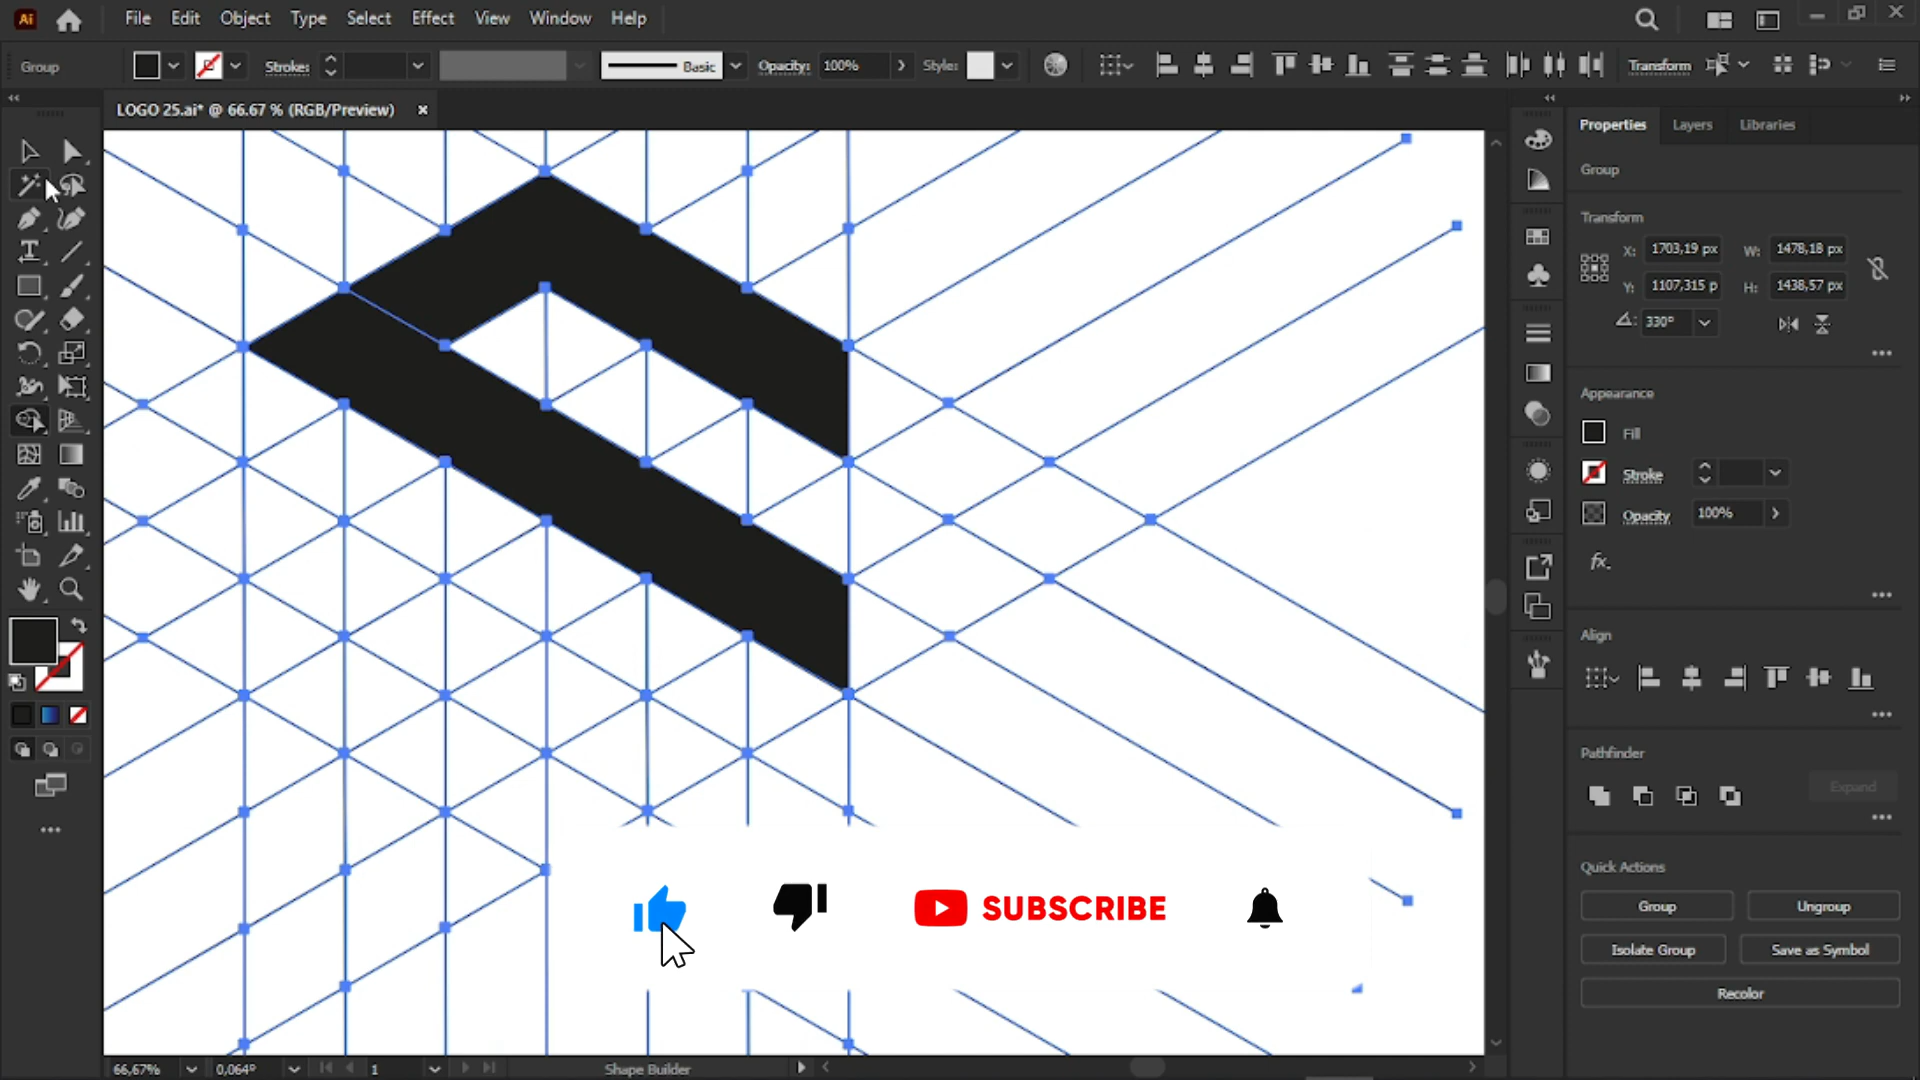 Ai File Edit Object Type Select Effect View Window Help
Group Stroke: Basic Opacity: 100% Style: Transform
LOGO 25.ai* @ 66.67 % (RGB/Preview)
Properties Layers Libraries
Group
Transform
X: 1703,19 px W: 1478,18 px
Y: 1107,315 p H: 1438,57 px
330°
Appearance
Fill
Stroke
Opacity 100%
fx.
Align
Pathfinder
Expand
Quick Actions
Group Ungroup
Isolate Group Save as Symbol
Recolor
SUBSCRIBE
66,67% 0,064° 1 Shape Builder